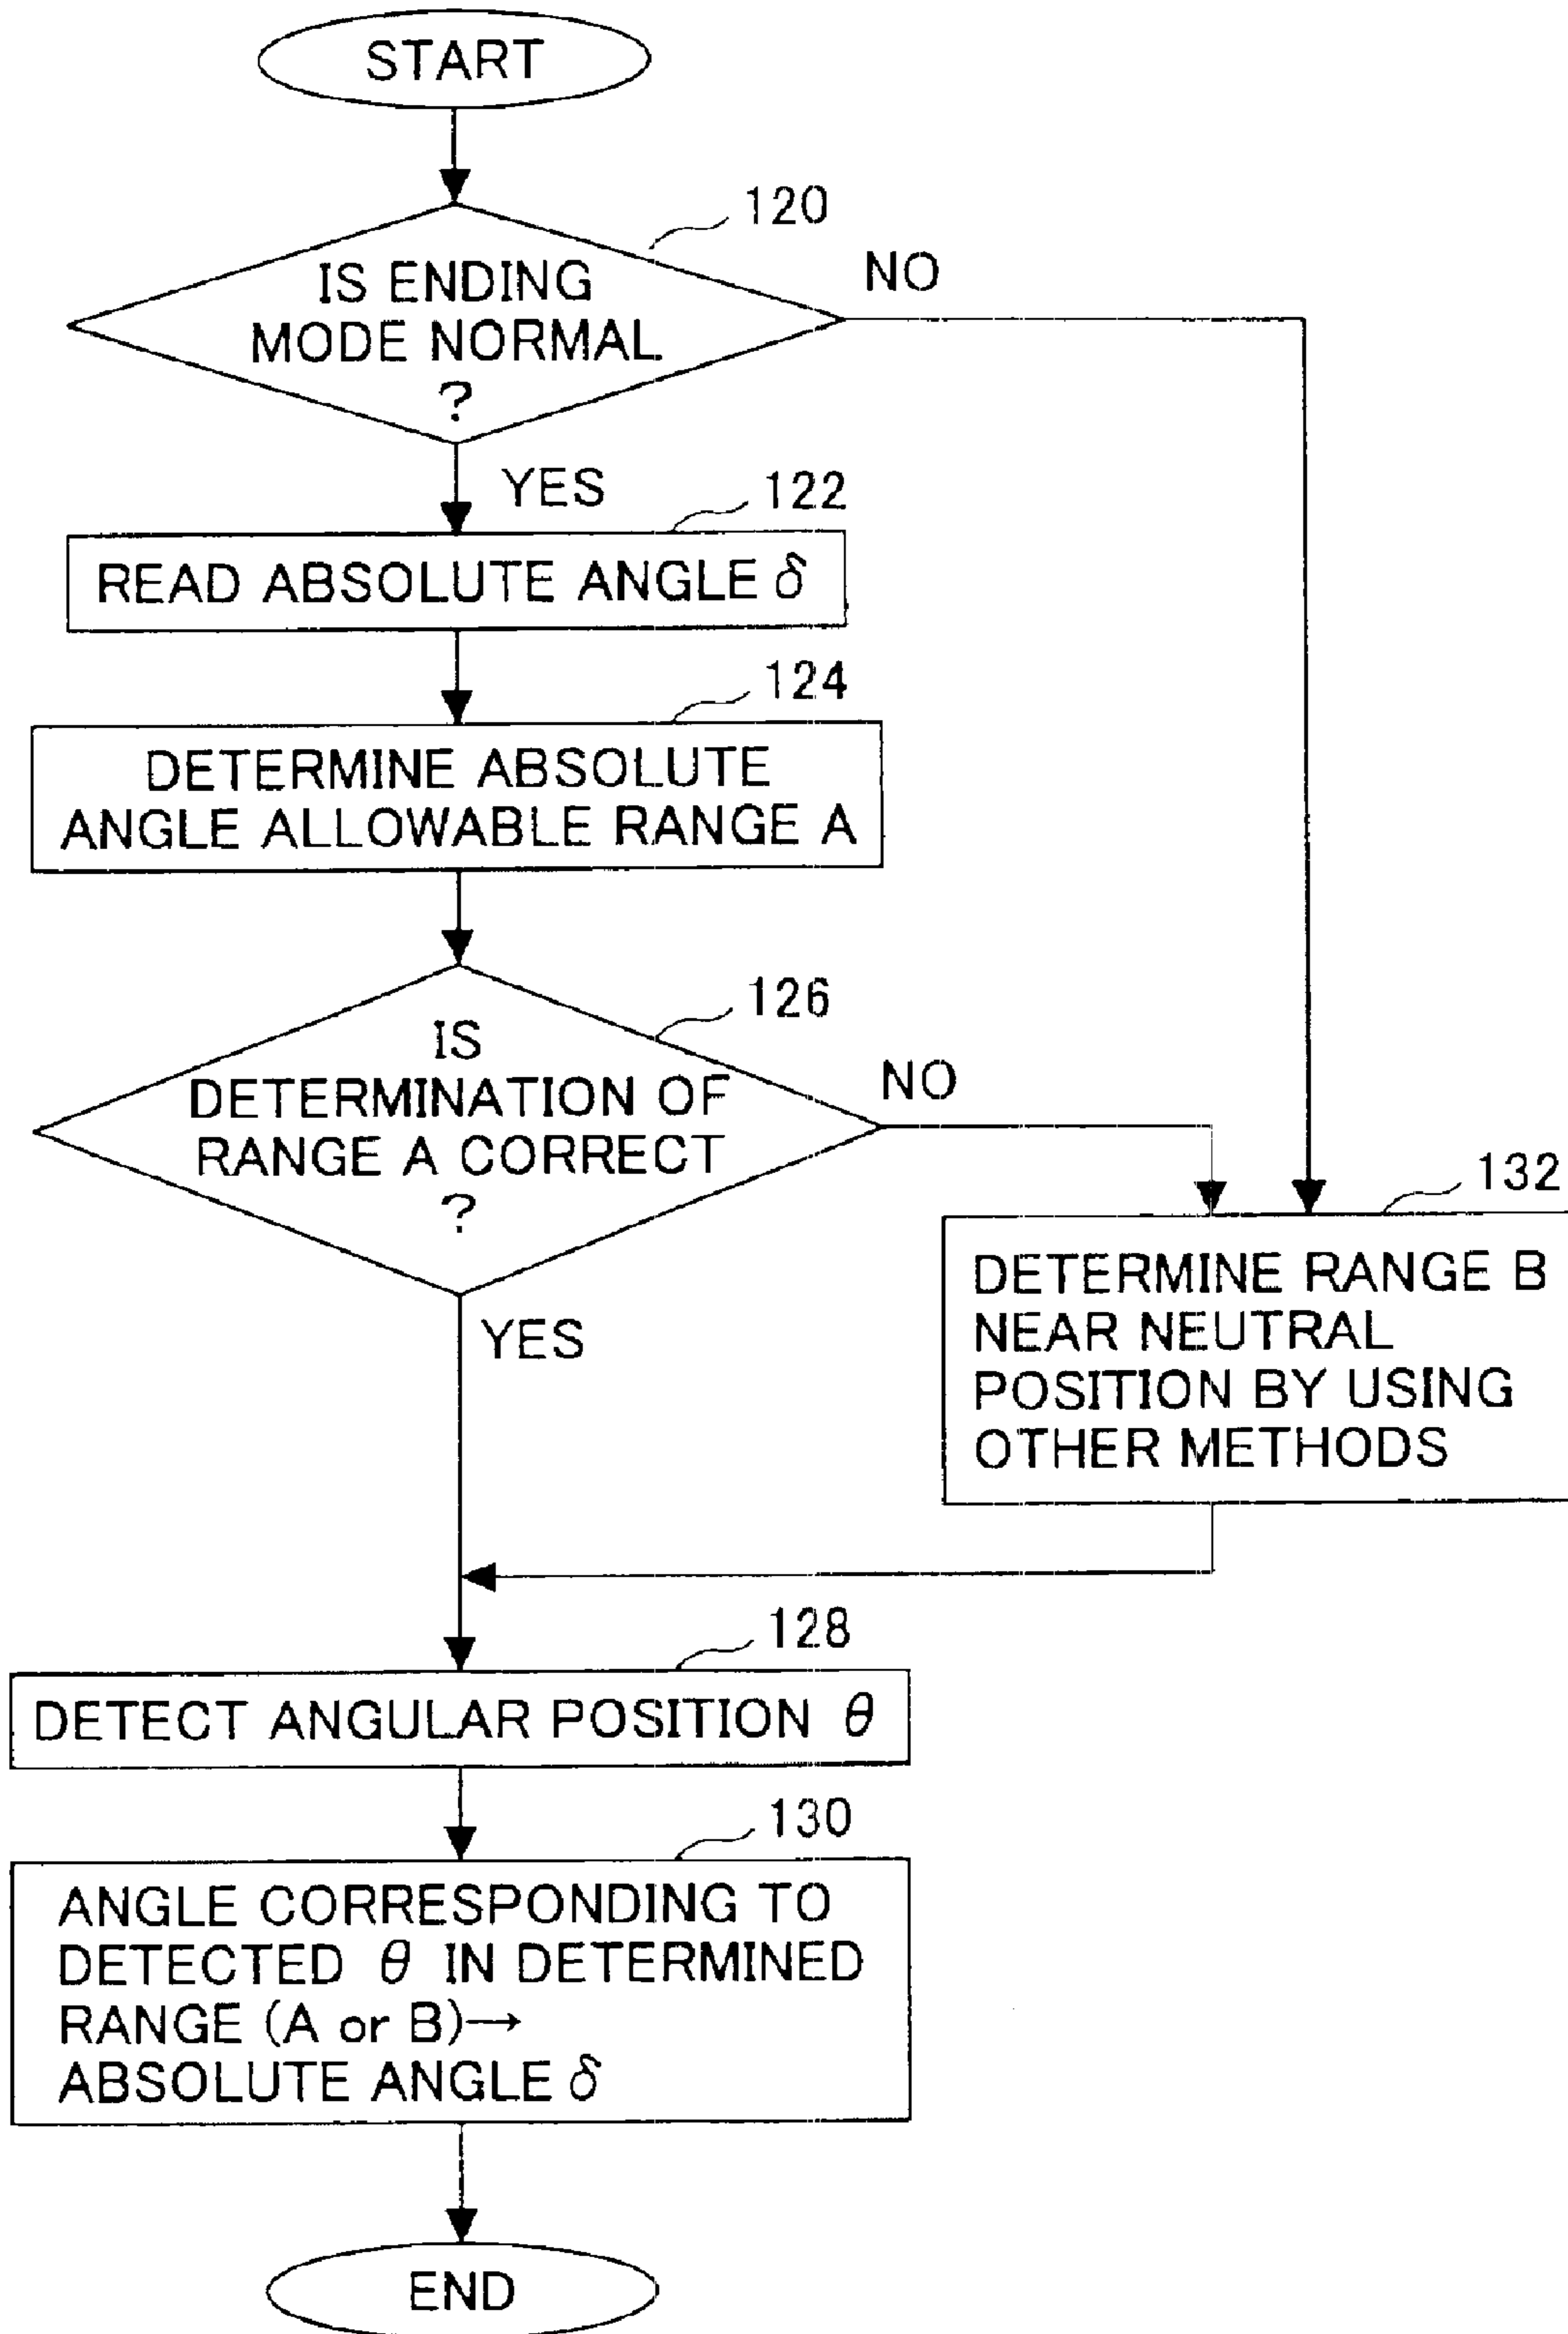 START
120
IS ENDING
MODE NORMAL
?
NO
YES
122
READ ABSOLUTE ANGLE δ
124
DETERMINE ABSOLUTE
ANGLE ALLOWABLE RANGE A
126
IS
DETERMINATION OF
RANGE A CORRECT
?
NO
YES
132
DETERMINE RANGE B
NEAR NEUTRAL
POSITION BY USING
OTHER METHODS
128
DETECT ANGULAR POSITION θ
130
ANGLE CORRESPONDING TO
DETECTED θ IN DETERMINED
RANGE (A or B)→
ABSOLUTE ANGLE δ
END